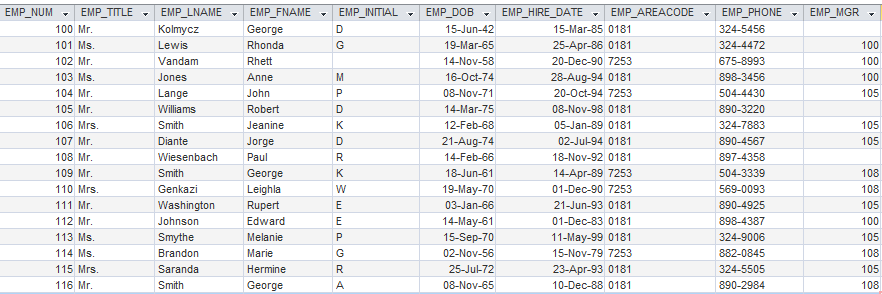 EMP_NUM EMP_TITLE EMP_LNAME EMP_FNAME EMP_INITIAL EMP_DOB EMP_HIRE_DATE EMP_AREACODE EMP_PHONE EMP_MGR
100 Mr. Kolmycz George D 15-Jun-42 15-Mar-85 0181 324-5456
101 Ms. Lewis Rhonda G 19-Mar-65 25-Apr-86 0181 324-4472 100
102 Mr. Vandam Rhett 14-Nov-58 20-Dec-90 7253 675-8993 100
103 Ms. Jones Anne M 16-Oct-74 28-Aug-94 0181 898-3456 100
104 Mr. Lange John P 08-Nov-71 20-Oct-94 7253 504-4430 105
105 Mr. Williams Robert D 14-Mar-75 08-Nov-98 0181 890-3220
106 Mrs. Smith Jeanine K 12-Feb-68 05-Jan-89 0181 324-7883 105
107 Mr. Diante Jorge D 21-Aug-74 02-Jul-94 0181 890-4567 105
108 Mr. Wiesenbach Paul R 14-Feb-66 18-Nov-92 0181 897-4358
109 Mr. Smith George K 18-Jun-61 14-Apr-89 7253 504-3339 108
110 Mrs. Genkazi Leighla W 19-May-70 01-Dec-90 7253 569-0093 108
111 Mr. Washington Rupert E 03-Jan-66 21-Jun-93 0181 890-4925 105
112 Mr. Johnson Edward E 14-May-61 01-Dec-83 0181 898-4387 100
113 Ms. Smythe Melanie P 15-Sep-70 11-May-99 0181 324-9006 105
114 Ms. Brandon Marie G 02-Nov-56 15-Nov-79 7253 882-0845 108
115 Mrs. Saranda Hermine R 25-Jul-72 23-Apr-93 0181 324-5505 105
116 Mr. Smith George A 08-Nov-65 10-Dec-88 0181 890-2984 108